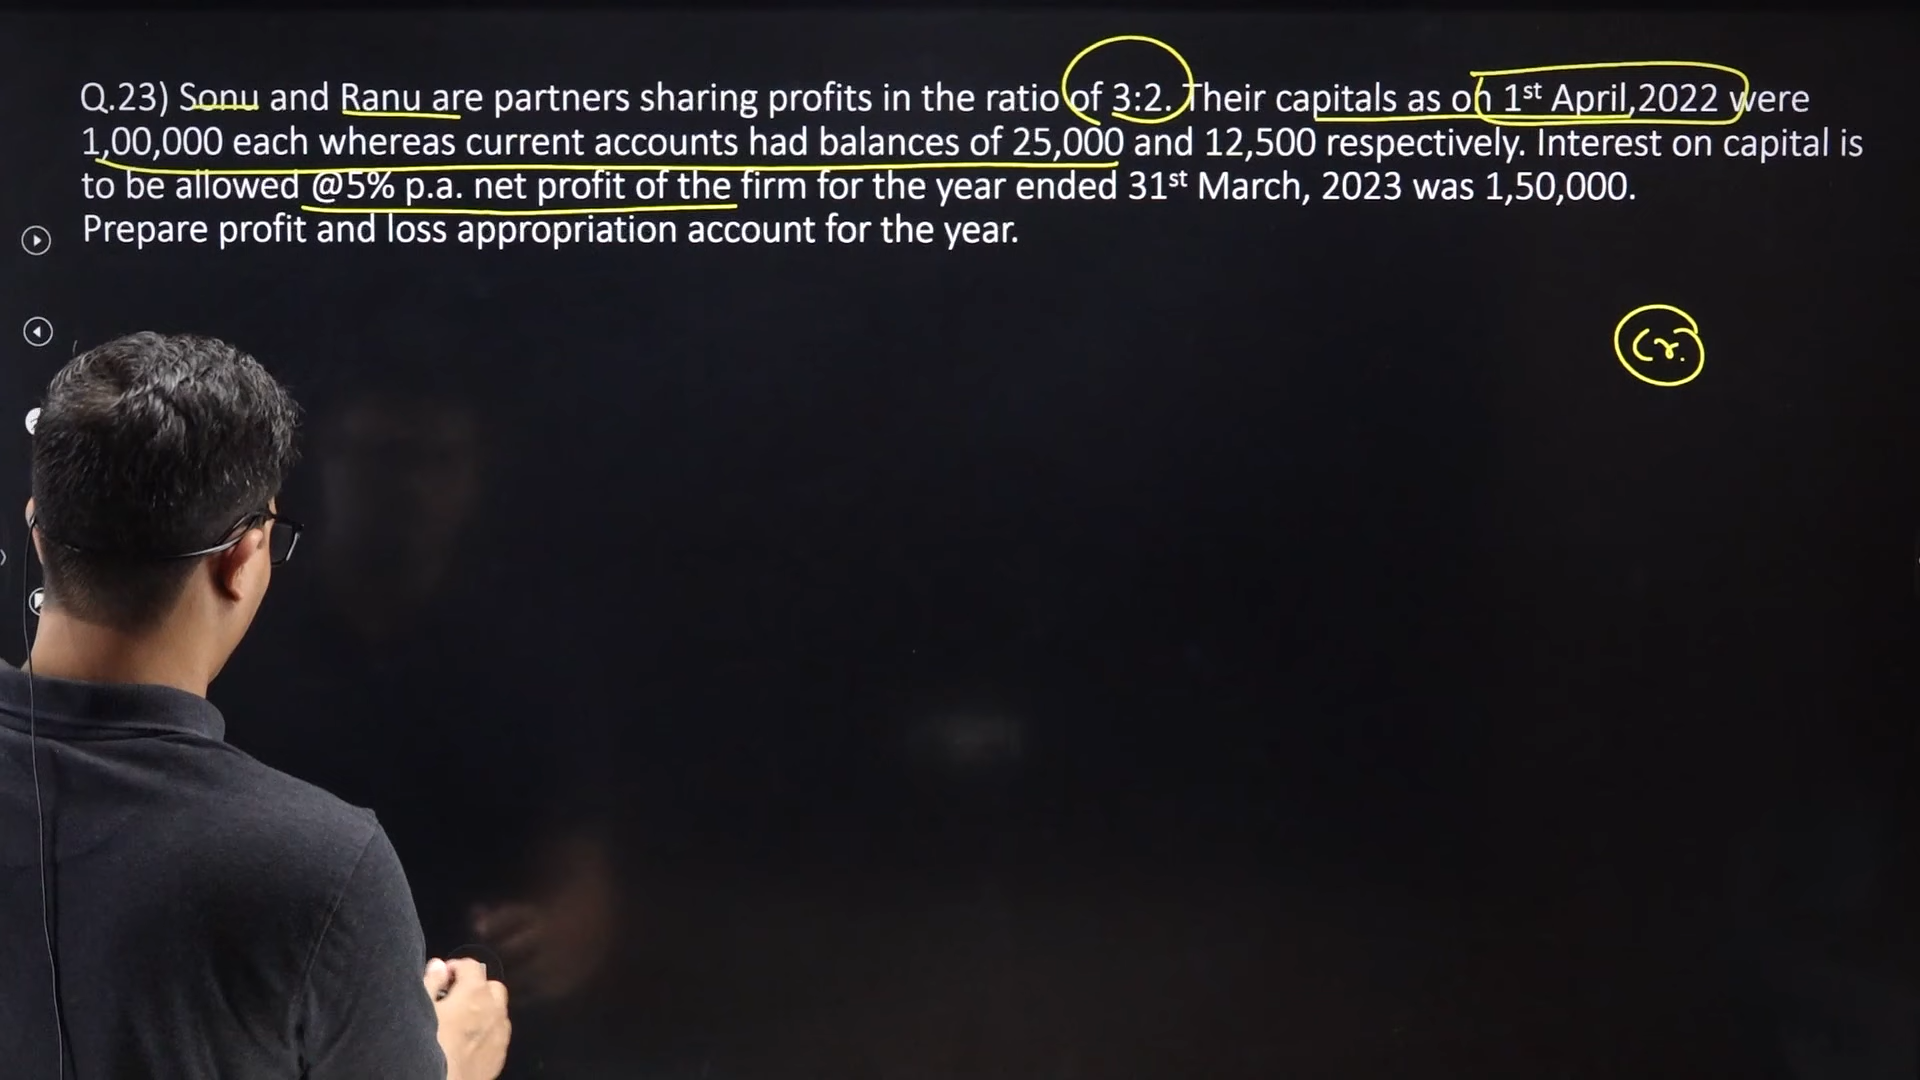 Q.23) Sonu and Ranu are partners sharing profits in the ratio of 3:2. Their capitals as on 1st April,2022 were
1,00,000 each whereas current accounts had balances of 25,000 and 12,500 respectively. Interest on capital is
to be allowed @5% p.a. net profit of the firm for the year ended 31st March, 2023 was 1,50,000.
Prepare profit and loss appropriation account for the year.
Cr.